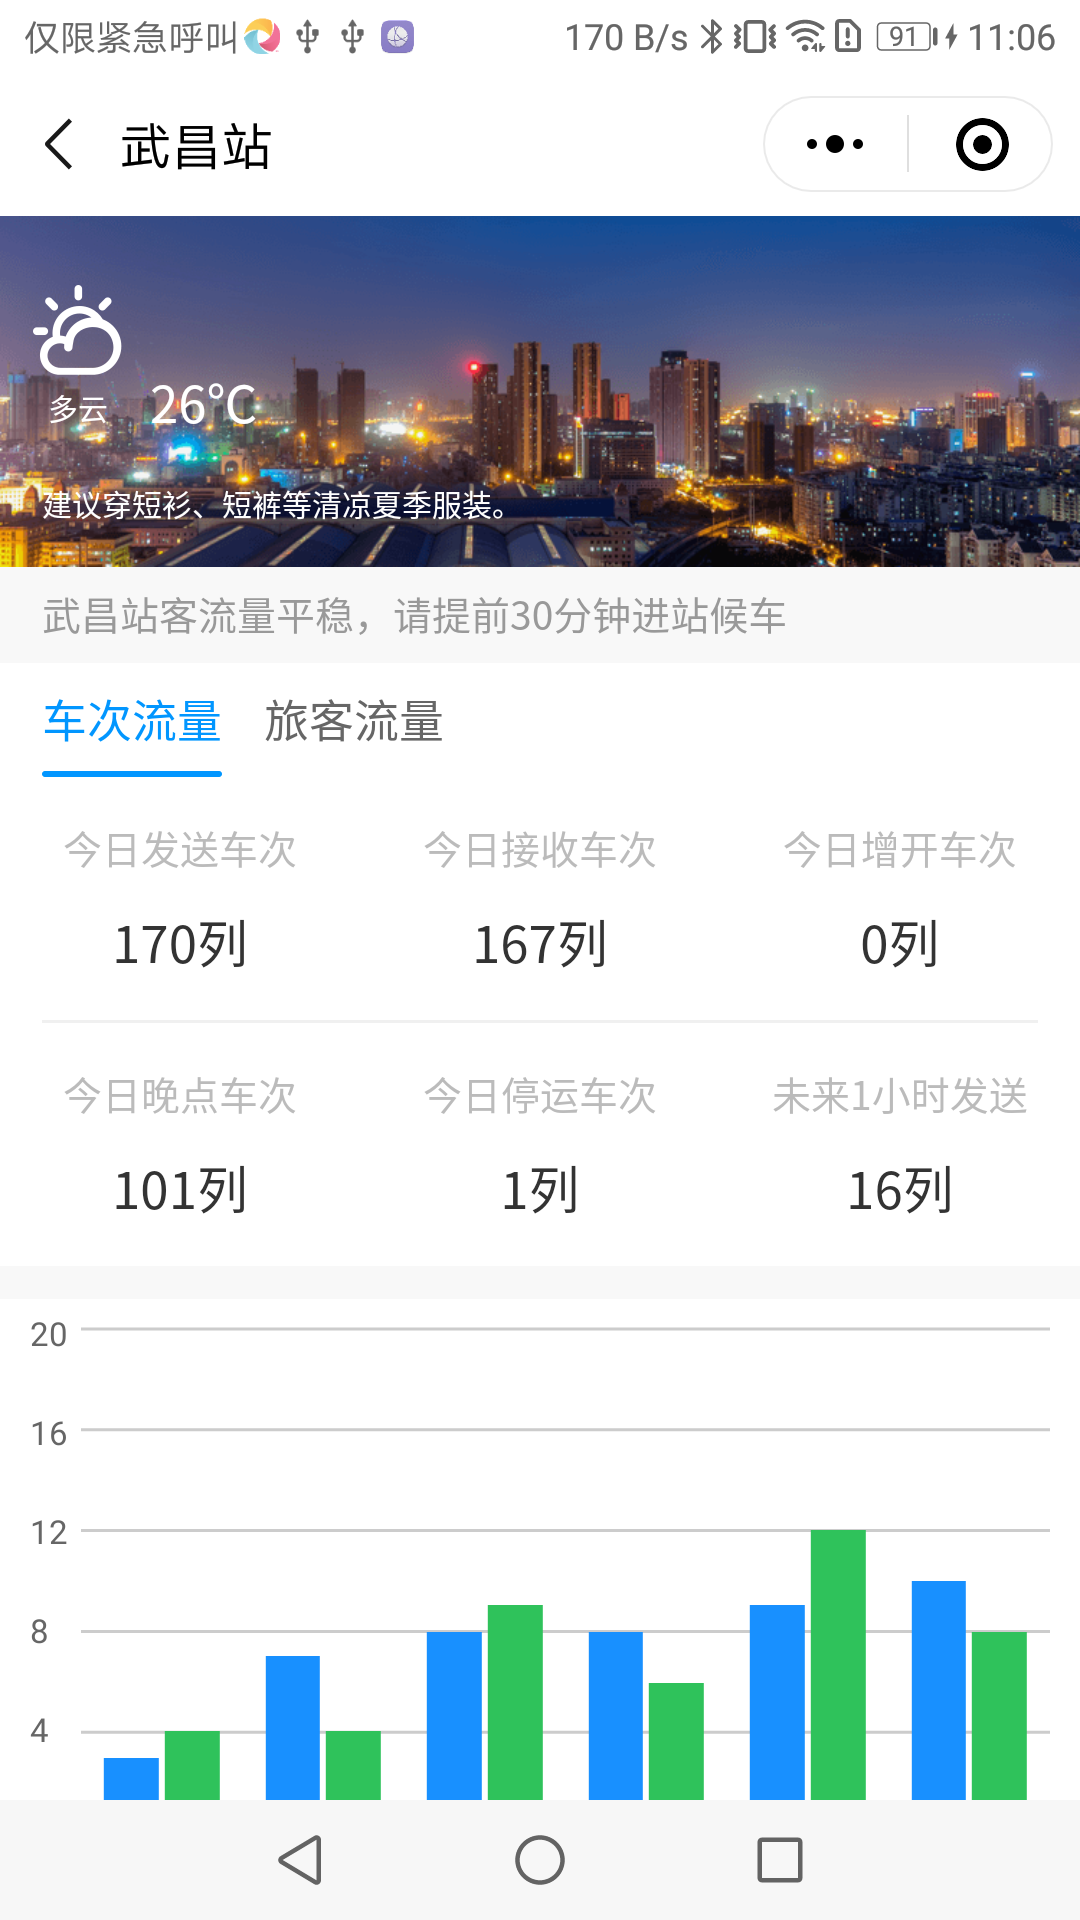 仅限紧急呼叫 170 B/s 91 11:06
武昌站
多云 26℃
建议穿短衫、短裤等清凉夏季服装。
武昌站客流量平稳，请提前30分钟进站候车
车次流量 旅客流量
今日发送车次 今日接收车次 今日增开车次
170列 167列 0列
今日晚点车次 今日停运车次 未来1小时发送
101列 1列 16列
20
16
12
8
4